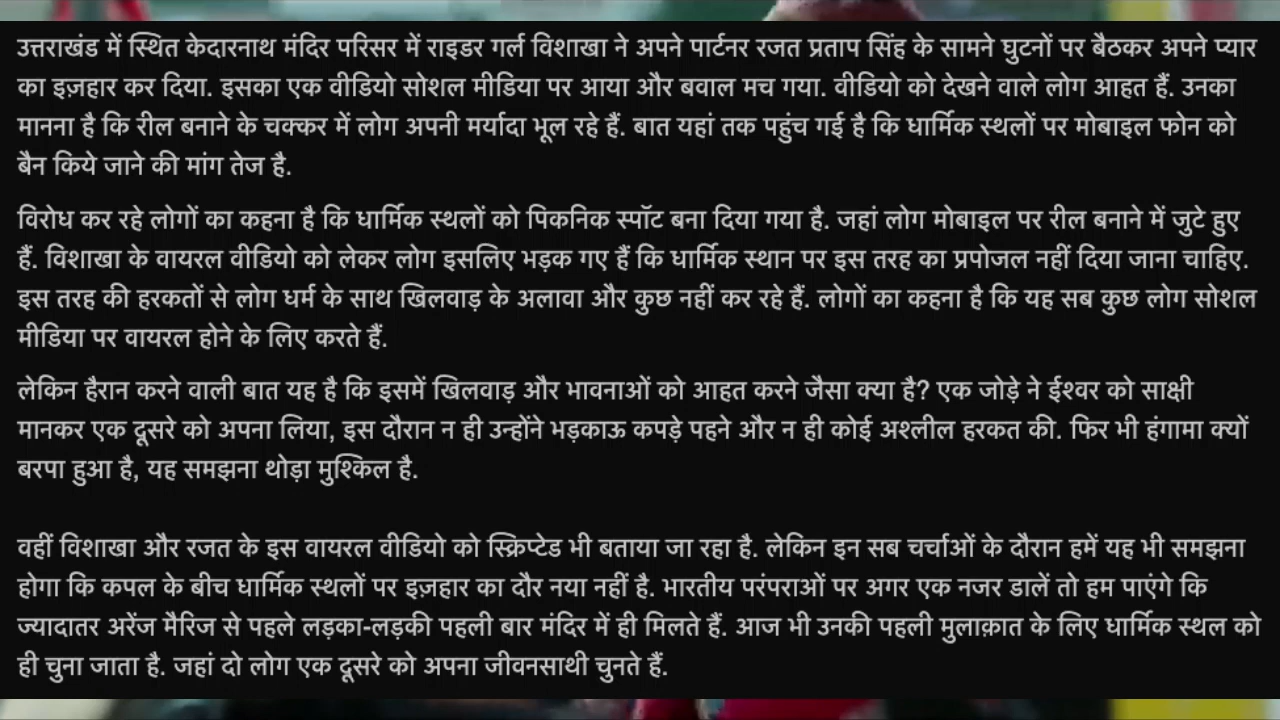 उत्तराखंड में स्थित केदारनाथ मंदिर परिसर में राइडर गर्ल विशाखा ने अपने पार्टनर रजत प्रताप सिंह के सामने घुटनों पर बैठकर अपने प्यार
का इज़हार कर दिया. इसका एक वीडियो सोशल मीडिया पर आया और बवाल मच गया. वीडियो को देखने वाले लोग आहत हैं. उनका
मानना है कि रील बनाने के चक्कर में लोग अपनी मर्यादा भूल रहे हैं. बात यहां तक पहुंच गई है कि धार्मिक स्थलों पर मोबाइल फोन को
बैन किये जाने की मांग तेज है.
विरोध कर रहे लोगों का कहना है कि धार्मिक स्थलों को पिकनिक स्पॉट बना दिया गया है. जहां लोग मोबाइल पर रील बनाने में जुटे हुए
हैं. विशाखा के वायरल वीडियो को लेकर लोग इसलिए भड़क गए हैं कि धार्मिक स्थान पर इस तरह का प्रपोजल नहीं दिया जाना चाहिए.
इस तरह की हरकतों से लोग धर्म के साथ खिलवाड़ के अलावा और कुछ नहीं कर रहे हैं. लोगों का कहना है कि यह सब कुछ लोग सोशल
मीडिया पर वायरल होने के लिए करते हैं.
लेकिन हैरान करने वाली बात यह है कि इसमें खिलवाड़ और भावनाओं को आहत करने जैसा क्या है? एक जोड़े ने ईश्वर को साक्षी
मानकर एक दूसरे को अपना लिया, इस दौरान न ही उन्होंने भड़काऊ कपड़े पहने और न ही कोई अश्लील हरकत की. फिर भी हंगामा क्यों
बरपा हुआ है, यह समझना थोड़ा मुश्किल है.
वहीं विशाखा और रजत के इस वायरल वीडियो को स्क्रिप्टेड भी बताया जा रहा है. लेकिन इन सब चर्चाओं के दौरान हमें यह भी समझना
होगा कि कपल के बीच धार्मिक स्थलों पर इज़हार का दौर नया नहीं है. भारतीय परंपराओं पर अगर एक नजर डालें तो हम पाएंगे कि
ज्यादातर अरेंज मैरिज से पहले लड़का-लड़की पहली बार मंदिर में ही मिलते हैं. आज भी उनकी पहली मुलाक़ात के लिए धार्मिक स्थल को
ही चुना जाता है. जहां दो लोग एक दूसरे को अपना जीवनसाथी चुनते हैं.